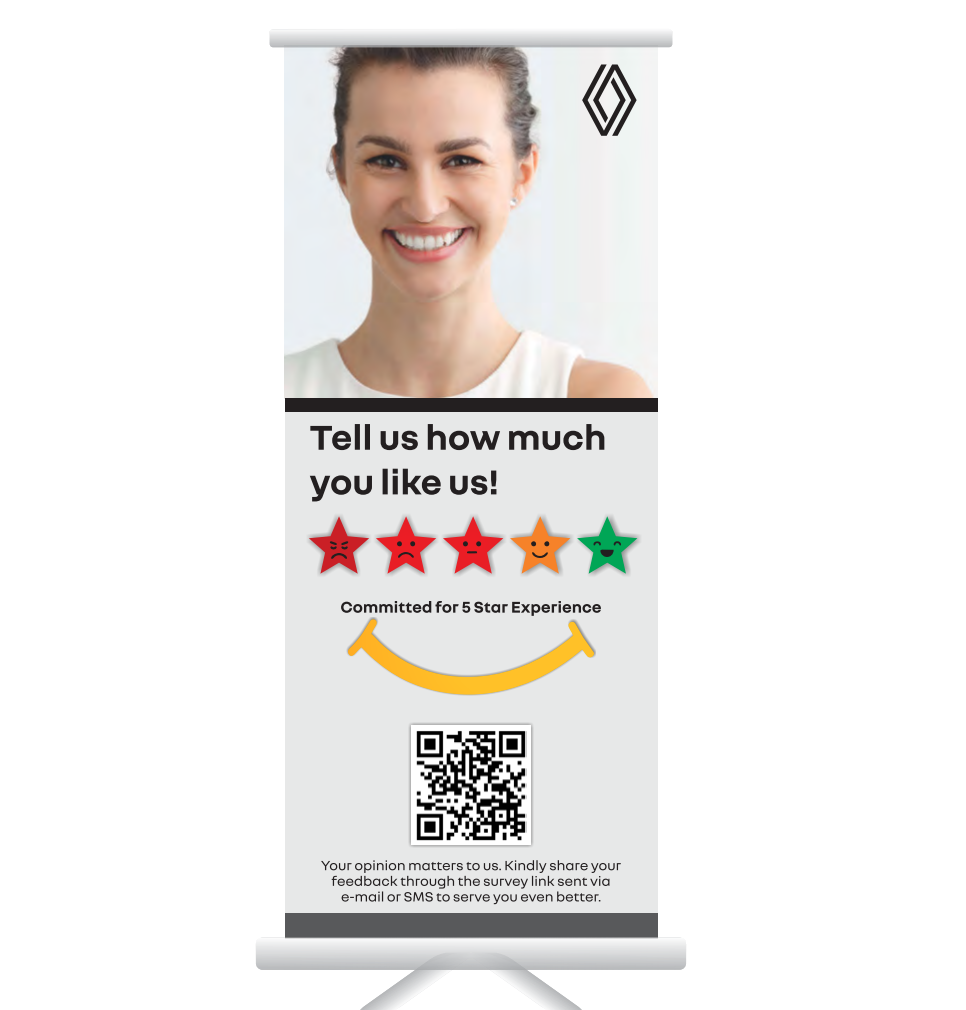 Tell us how much
you like us!
Committed for 5 Star Experience
Your opinion matters to us. Kindly share your
feedback through the survey link sent via
e-mail or SMS to serve you even better.